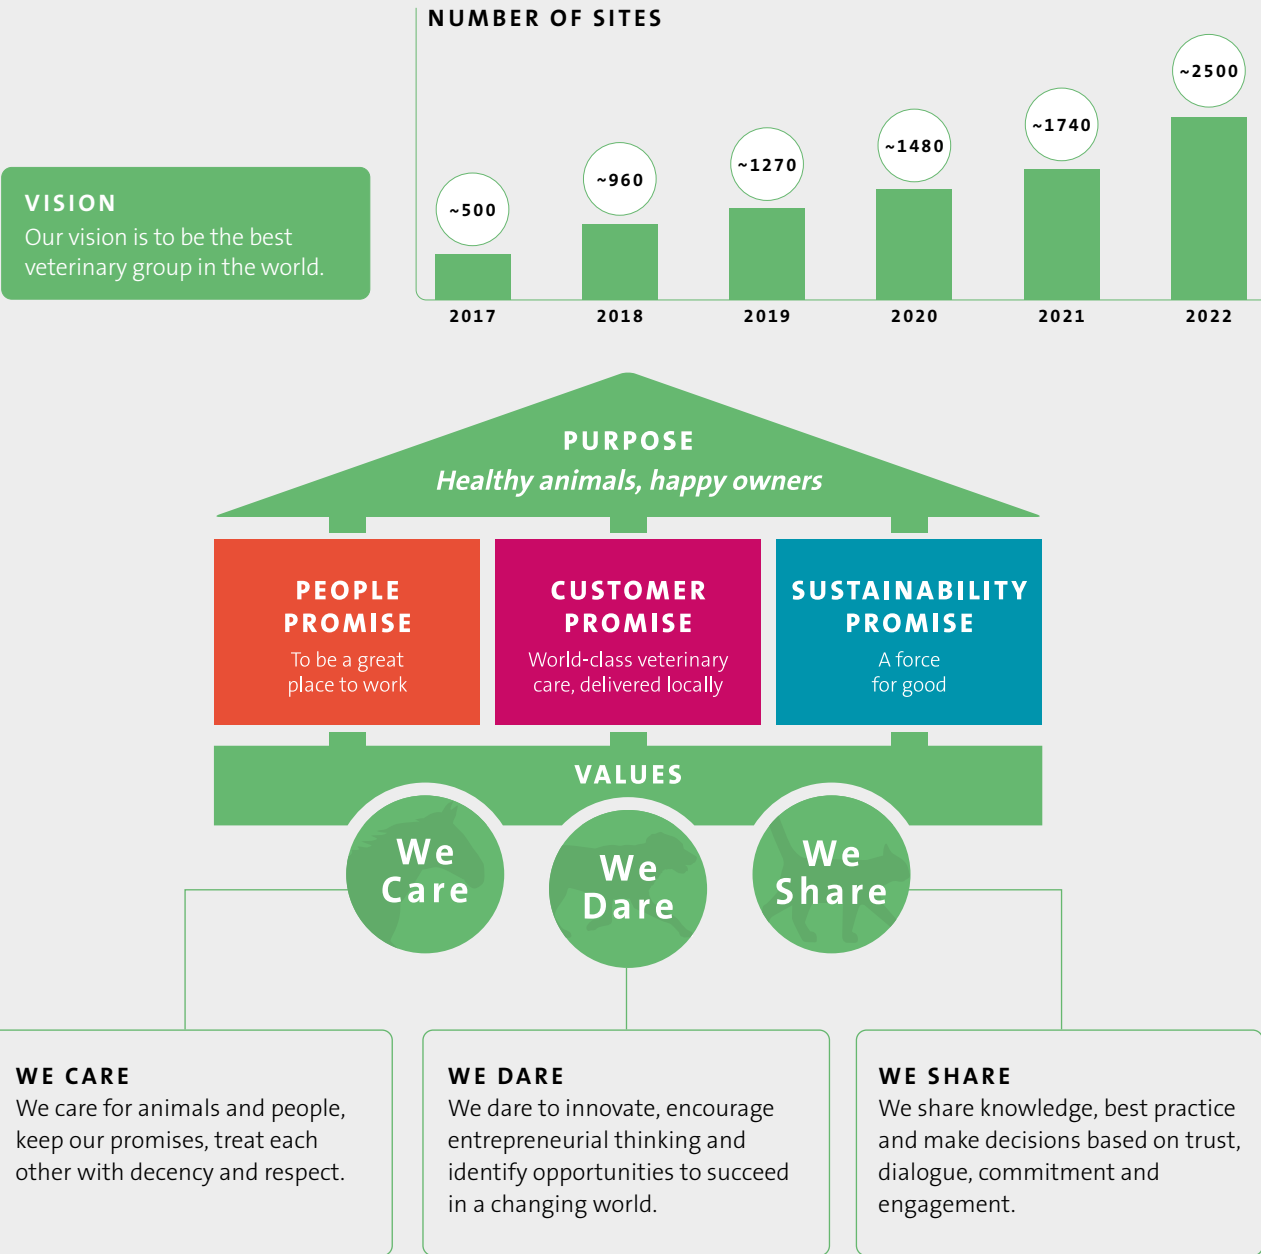 NUMBER OF SITES
~500
~960
~1270
~1480
~1740
~2500
2017
2018
2019
2020
2021
2022
VISION
Our vision is to be the best
veterinary group in the world.
PURPOSE
Healthy animals, happy owners
PEOPLE
PROMISE
To be a great
place to work
CUSTOMER
PROMISE
World-class veterinary
care, delivered locally
SUSTAINABILITY
PROMISE
A force
for good
VALUES
We
Care
We
Dare
We
Share
WE CARE
We care for animals and people,
keep our promises, treat each
other with decency and respect.
WE DARE
We dare to innovate, encourage
entrepreneurial thinking and
identify opportunities to succeed
in a changing world.
WE SHARE
We share knowledge, best practice
and make decisions based on trust,
dialogue, commitment and
engagement.